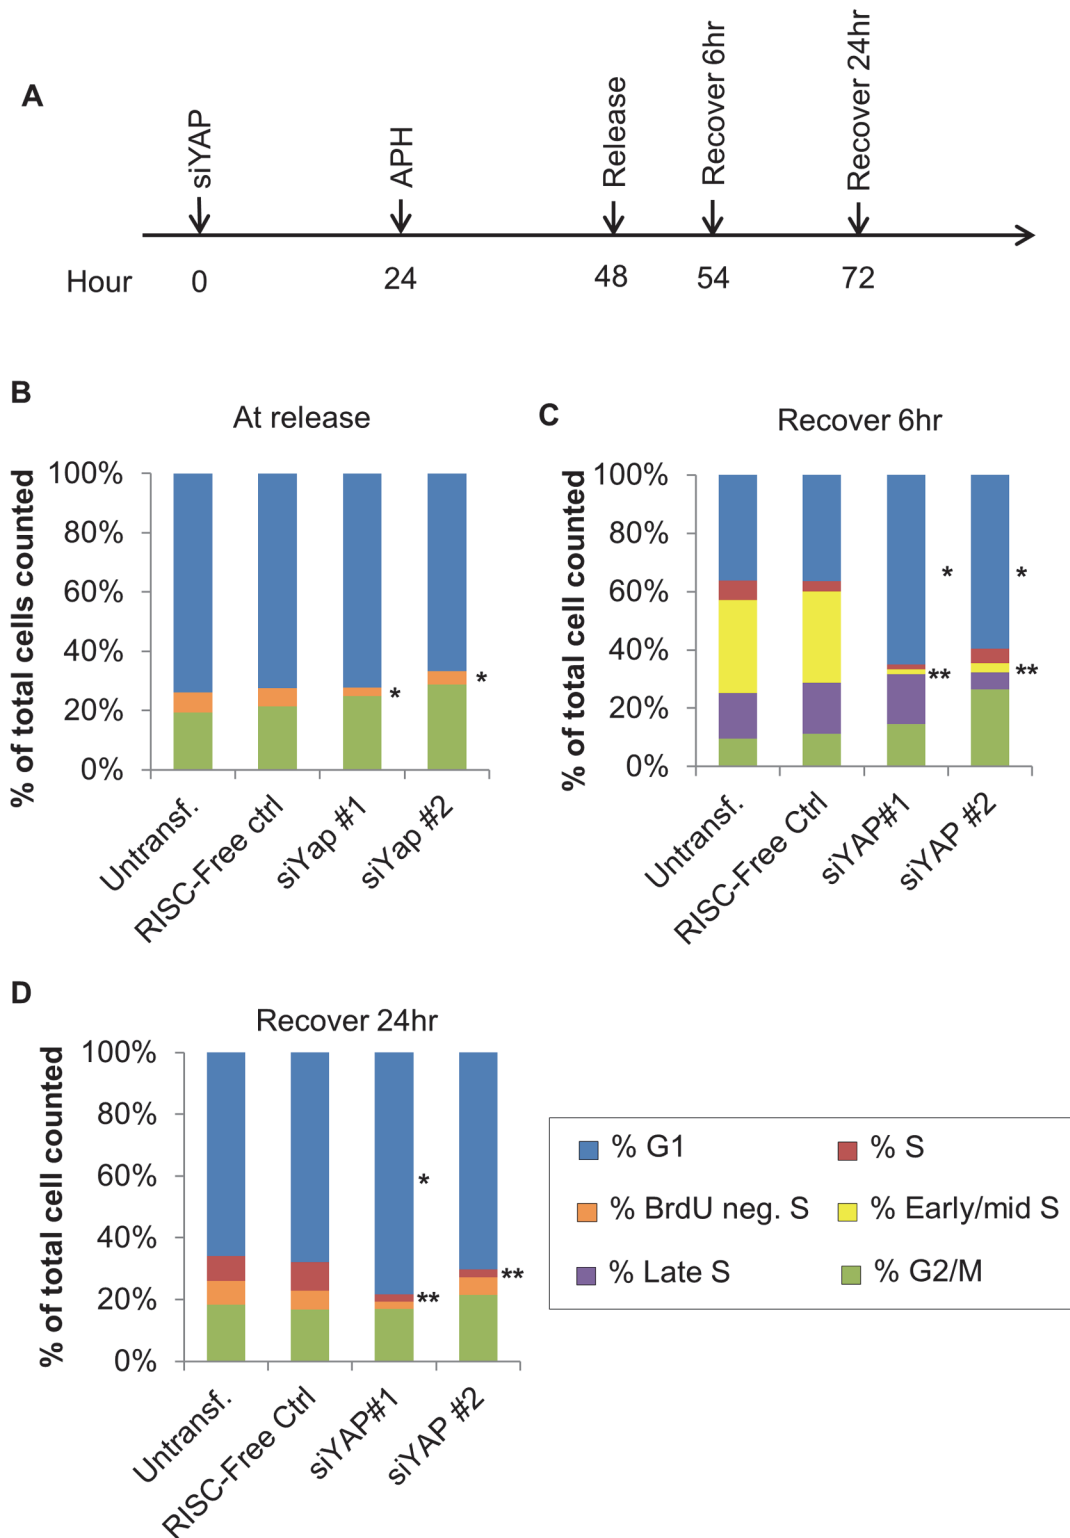 A
siYAP
APH
Release
Recover 6hr
Recover 24hr
Hour 0 24 48 54 72
B
At release
% of total cells counted
100%
80%
60%
40%
20%
0%
*
*
Untransf.
RISC-Free ctrl
siYap #1
siYap #2
C
Recover 6hr
% of total cell counted
100%
80%
60%
40%
20%
0%
* *
** **
Untransf.
RISC-Free Ctrl
siYAP#1
siYAP #2
D
Recover 24hr
% of total cell counted
100%
80%
60%
40%
20%
0%
*
**
**
Untransf.
RISC-Free Ctrl
siYAP#1
siYAP #2
% G1 % S
% BrdU neg. S % Early/mid S
% Late S % G2/M